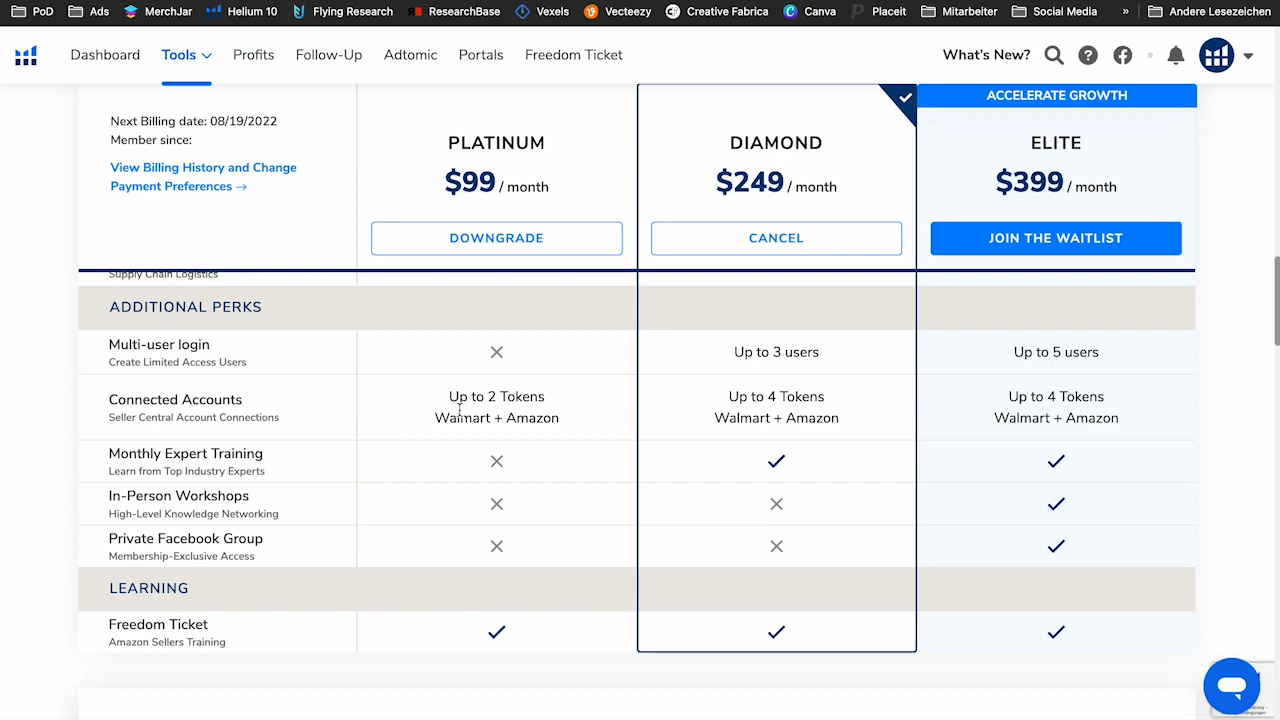 PoD Ads MerchJar Helium 10 Flying Research ResearchBase Vexels Vecteezy Creative Fabrica Canva Placeit Mitarbeiter Social Media » Andere Lesezeichen
Dashboard Tools Profits Follow-Up Adtomic Portals Freedom Ticket What's New?
ACCELERATE GROWTH
Next Billing date: 08/19/2022
Member since:
View Billing History and Change
Payment Preferences →
PLATINUM DIAMOND ELITE
$99 / month $249 / month $399 / month
DOWNGRADE CANCEL JOIN THE WAITLIST
Supply Chain Logistics
ADDITIONAL PERKS
Multi-user login
Create Limited Access Users
Up to 3 users Up to 5 users
Connected Accounts
Seller Central Account Connections
Up to 2 Tokens Up to 4 Tokens Up to 4 Tokens
Walmart + Amazon Walmart + Amazon Walmart + Amazon
Monthly Expert Training
Learn from Top Industry Experts
In-Person Workshops
High-Level Knowledge Networking
Private Facebook Group
Membership-Exclusive Access
LEARNING
Freedom Ticket
Amazon Sellers Training